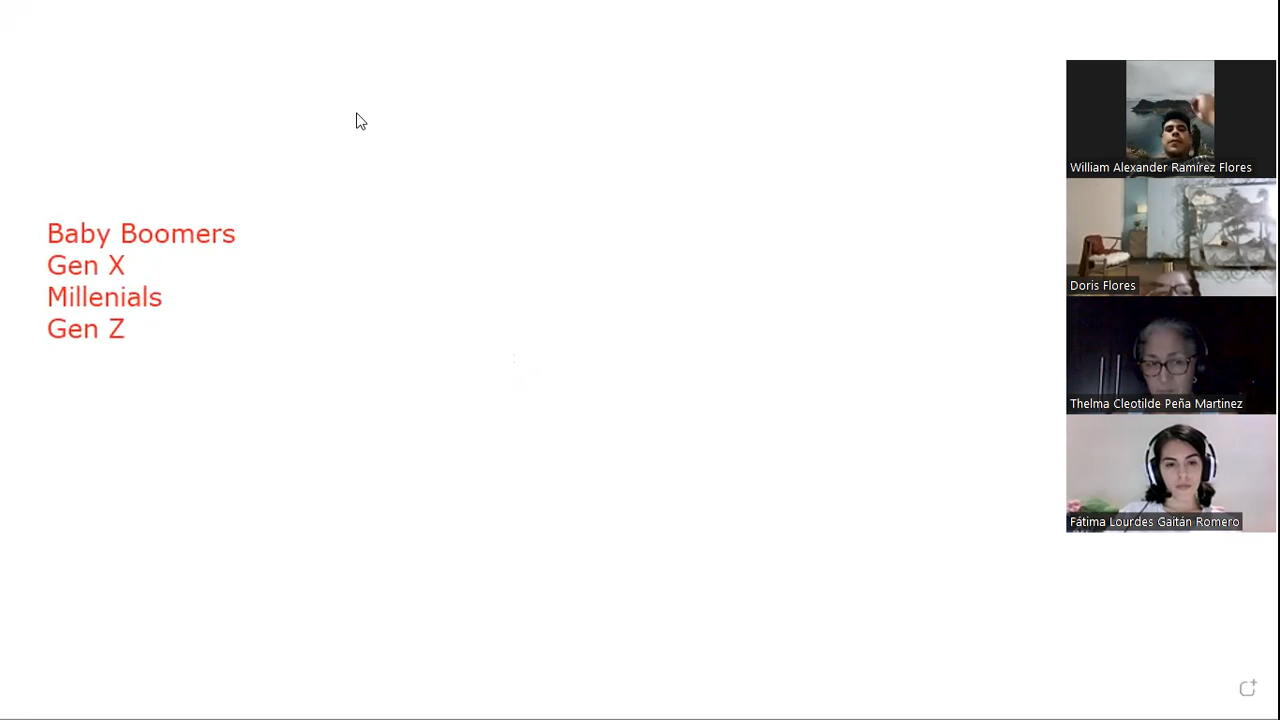 Baby Boomers
Gen X
Millenials
Gen Z
William Alexander Ramírez Flores
Doris Flores
Thelma Cleotilde Peña Martinez
Fátima Lourdes Gaitán Romero